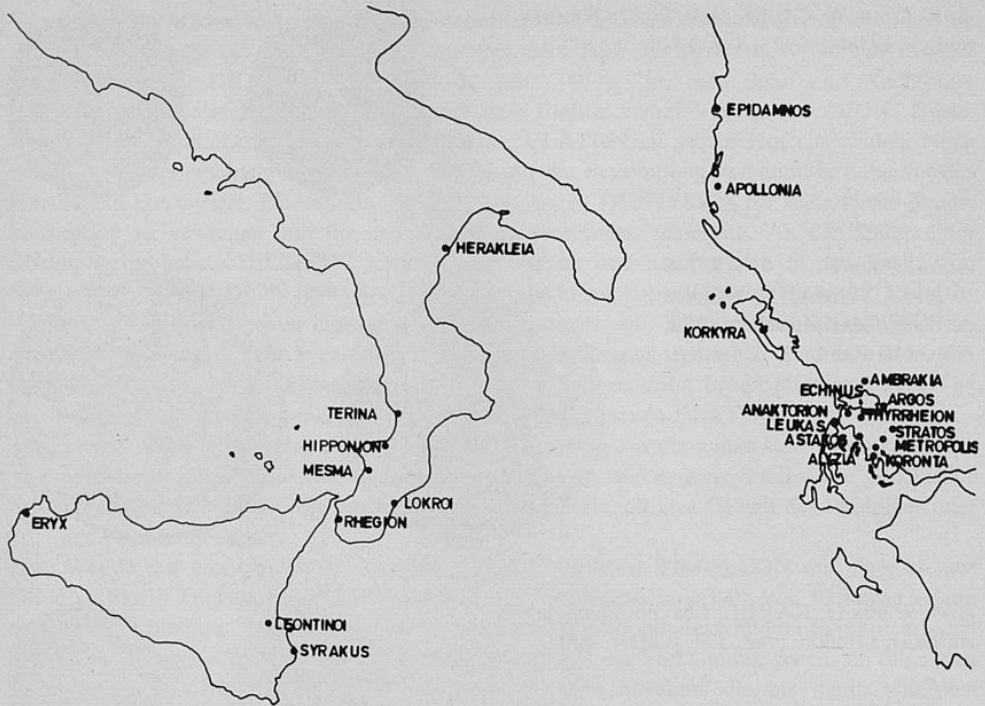 EPIDAMNOS
APOLLONIA
HERAKLEIA
KORKYRA
AMBRAKIA
ECHINUS
ARGOS
TERINA
ANAKTORION
THYRRHEION
LEUKAS
STRATOS
ASTAKOS
HIPPONION
METROPOLIS
ALYZIA
KORONTA
MESMA
LOKROI
ERYX
RHEGION
LEONTINOI
SYRAKUS